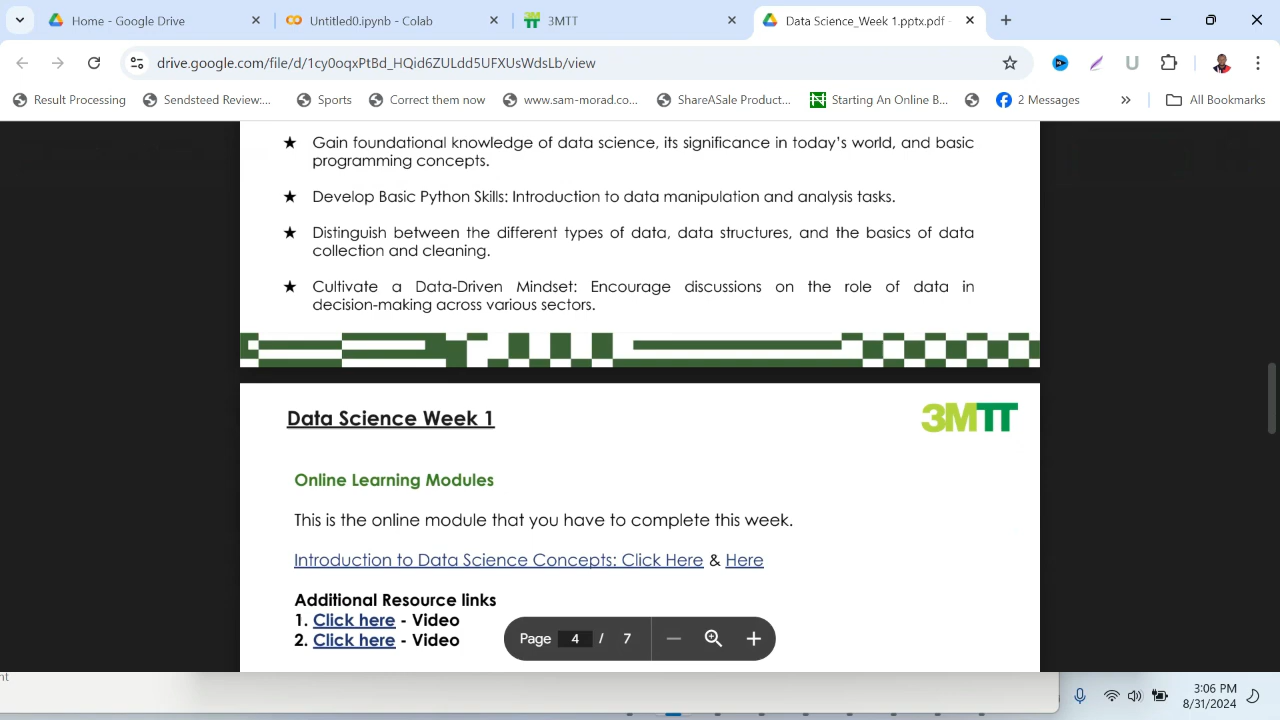 Home - Google Drive
Untitled0.ipynb - Colab
3MTT
Data Science_Week 1.pptx.pdf -
drive.google.com/file/d/1cy0oqxPtBd_HQid6ZULdct5UFXUsWdsLb/view
Result Processing
Sendsteed Review:...
Sports
Correct them now
www.sam-morad.co...
ShareASale Product...
Starting An Online B...
2 Messages
All Bookmarks
★ Gain foundational knowledge of data science, its significance in today's world, and basic
programming concepts.
★ Develop Basic Python Skills: Introduction to data manipulation and analysis tasks.
★ Distinguish between the different types of data, data structures, and the basics of data
collection and cleaning.
★ Cultivate a Data-Driven Mindset: Encourage discussions on the role of data in
decision-making across various sectors.
Data Science Week 1
3MTT
Online Learning Modules
This is the online module that you have to complete this week.
Introduction to Data Science Concepts: Click Here & Here
Additional Resource links
1. Click here - Video
2. Click here - Video
Page 4 / 7
nt
3:06 PM
8/31/2024